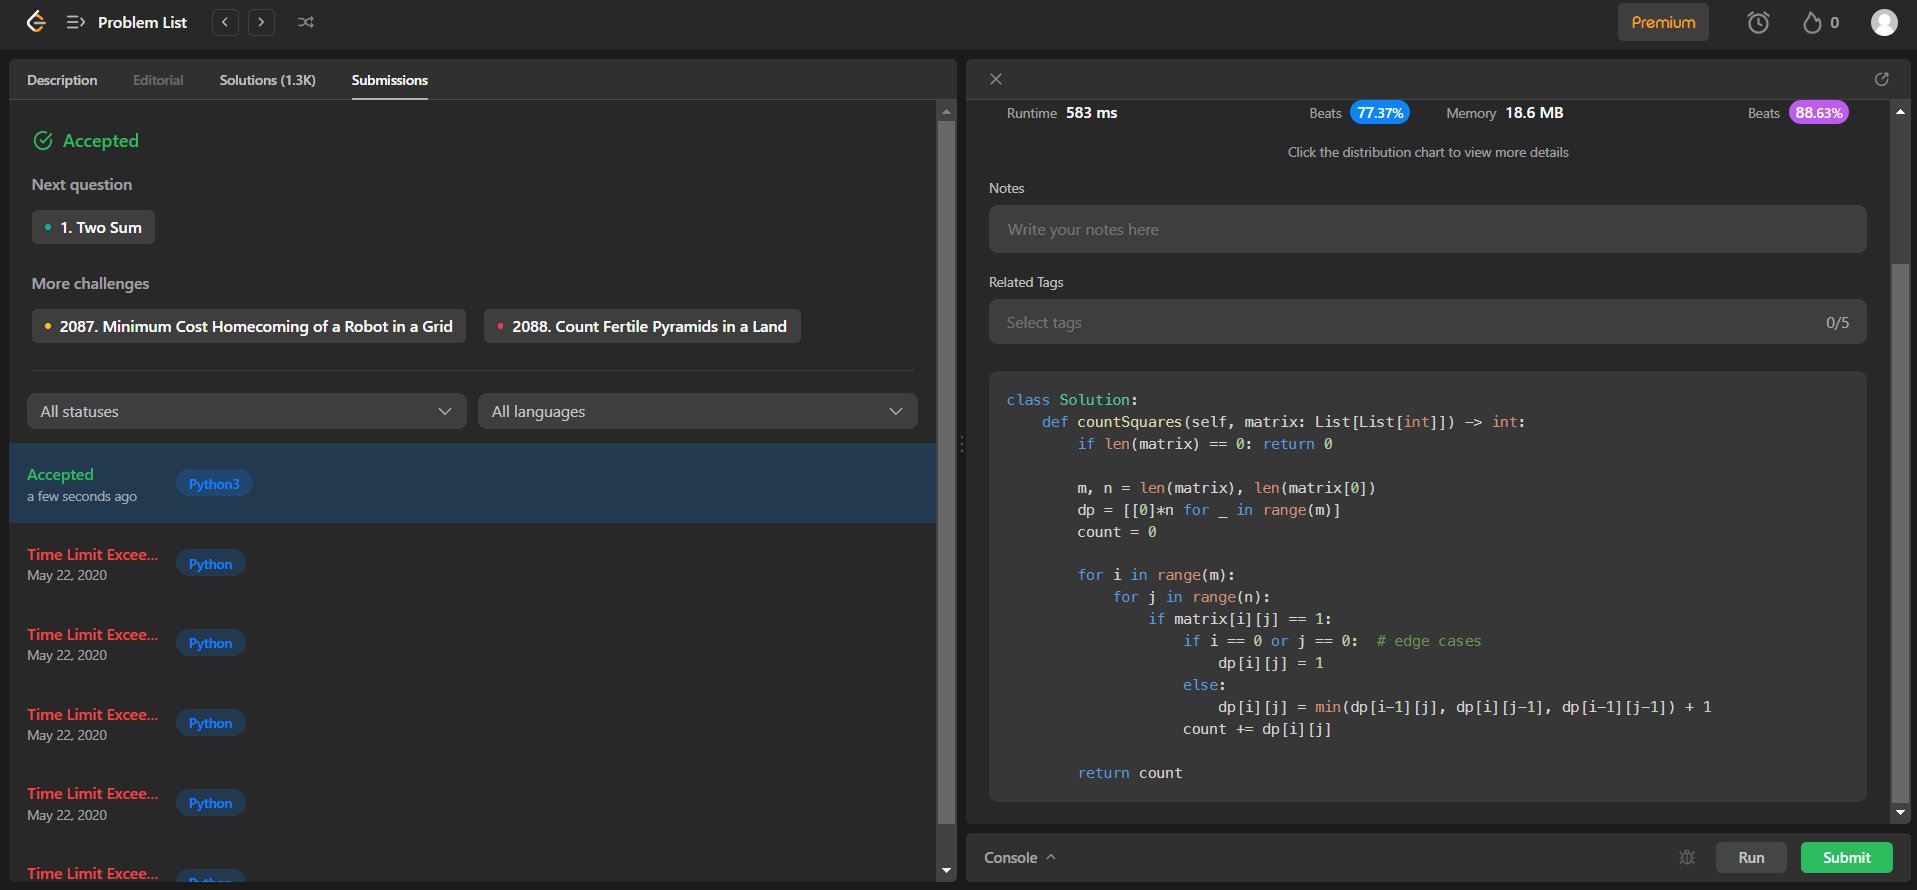 Problem List
Premium
0
Description Editorial Solutions (1.3K) Submissions
Accepted
Next question
1. Two Sum
More challenges
2087. Minimum Cost Homecoming of a Robot in a Grid
2088. Count Fertile Pyramids in a Land
All statuses
All languages
Accepted
a few seconds ago
Python3
Time Limit Excee...
May 22, 2020
Python
Time Limit Excee...
May 22, 2020
Python
Time Limit Excee...
May 22, 2020
Python
Time Limit Excee...
May 22, 2020
Python
Time Limit Excee...
Python
Runtime 583 ms Beats 77.37% Memory 18.6 MB Beats 88.63%
Click the distribution chart to view more details
Notes
Write your notes here
Related Tags
Select tags 0/5
class Solution:
    def countSquares(self, matrix: List[List[int]]) -> int:
        if len(matrix) == 0: return 0
        m, n = len(matrix), len(matrix[0])
        dp = [[0]*n for _ in range(m)]
        count = 0
        for i in range(m):
            for j in range(n):
                if matrix[i][j] == 1:
                    if i == 0 or j == 0:  # edge cases
                        dp[i][j] = 1
                    else:
                        dp[i][j] = min(dp[i-1][j], dp[i][j-1], dp[i-1][j-1]) + 1
                    count += dp[i][j]
        return count
Console
Run
Submit